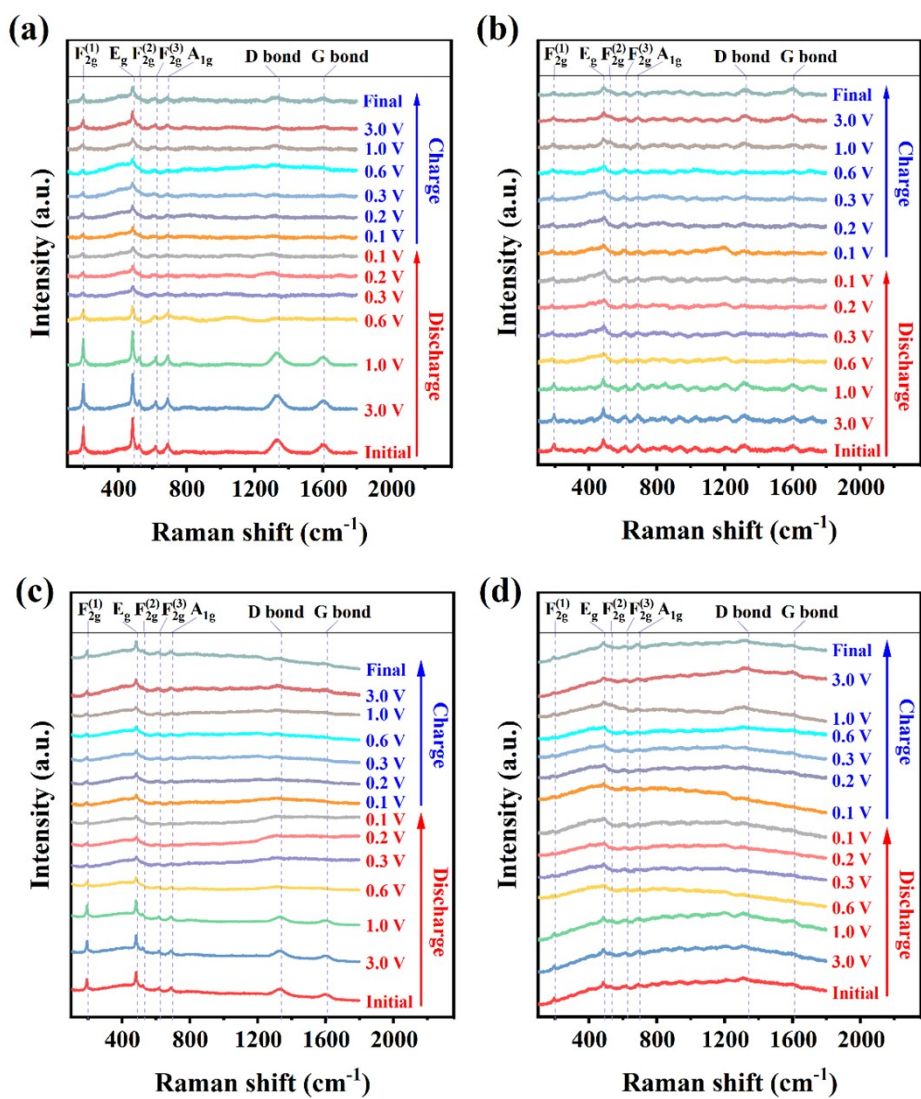 (a)
F2g(1) Eg F2g(2) F2g(3) A1g D bond G bond
Final
3.0 V
1.0 V
0.6 V
0.3 V
0.2 V
0.1 V
0.1 V
0.2 V
0.3 V
0.6 V
1.0 V
3.0 V
Initial
Charge
Discharge
Intensity (a.u.)
400 800 1200 1600 2000
Raman shift (cm-1)
(b)
F2g(1) Eg F2g(2) F2g(3) A1g D bond G bond
Final
3.0 V
1.0 V
0.6 V
0.3 V
0.2 V
0.1 V
0.1 V
0.2 V
0.3 V
0.6 V
1.0 V
3.0 V
Initial
Charge
Discharge
Intensity (a.u.)
400 800 1200 1600 2000
Raman shift (cm-1)
(c)
F2g(1) Eg F2g(2) F2g(3) A1g D bond G bond
Final
3.0 V
1.0 V
0.6 V
0.3 V
0.2 V
0.1 V
0.1 V
0.2 V
0.3 V
0.6 V
1.0 V
3.0 V
Initial
Charge
Discharge
Intensity (a.u.)
400 800 1200 1600 2000
Raman shift (cm-1)
(d)
F2g(1) Eg F2g(2) F2g(3) A1g D bond G bond
Final
3.0 V
1.0 V
0.6 V
0.3 V
0.2 V
0.1 V
0.1 V
0.2 V
0.3 V
0.6 V
1.0 V
3.0 V
Initial
Charge
Discharge
Intensity (a.u.)
400 800 1200 1600 2000
Raman shift (cm-1)